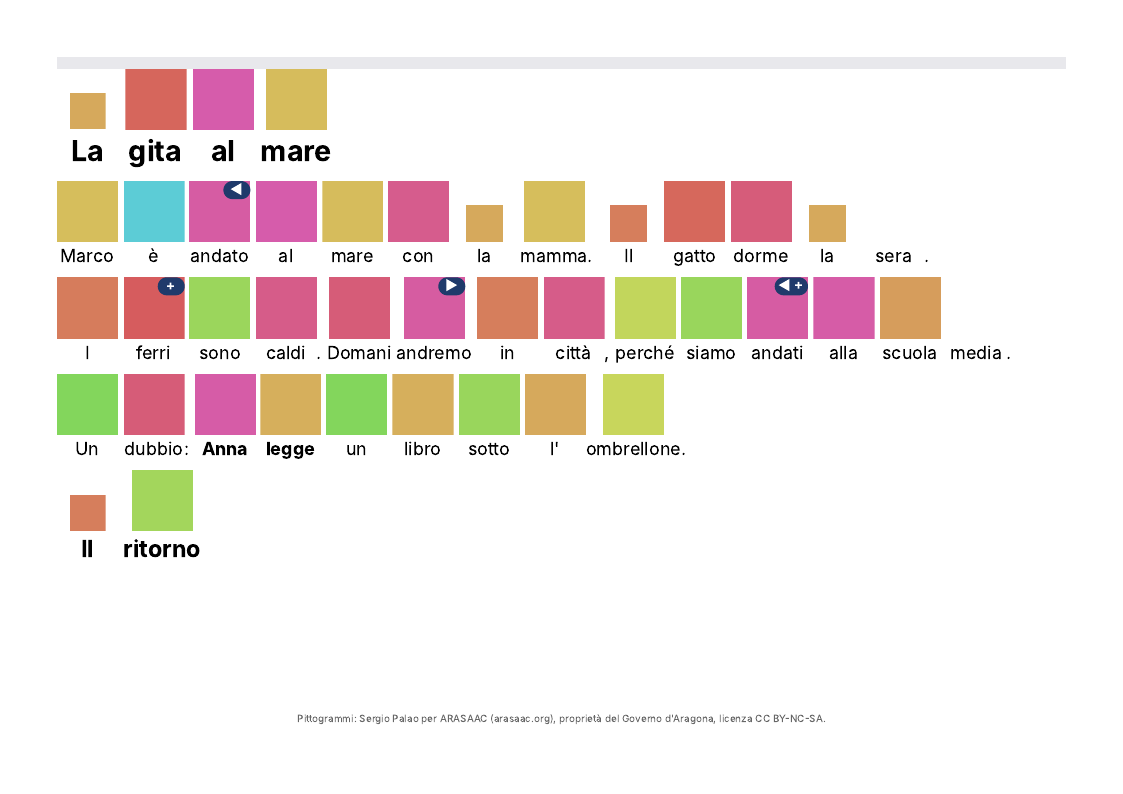 La gita al mare
Marco è andato al mare con la mamma. Il gatto dorme la sera .
I ferri sono caldi . Domani andremo in città , perché siamo andati alla scuola media .
Un dubbio: Anna legge un libro sotto l' ombrellone.
Il ritorno
Pittogrammi: Sergio Palao per ARASAAC (arasaac.org), proprietà del Governo d'Aragona, licenza CC BY-NC-SA.